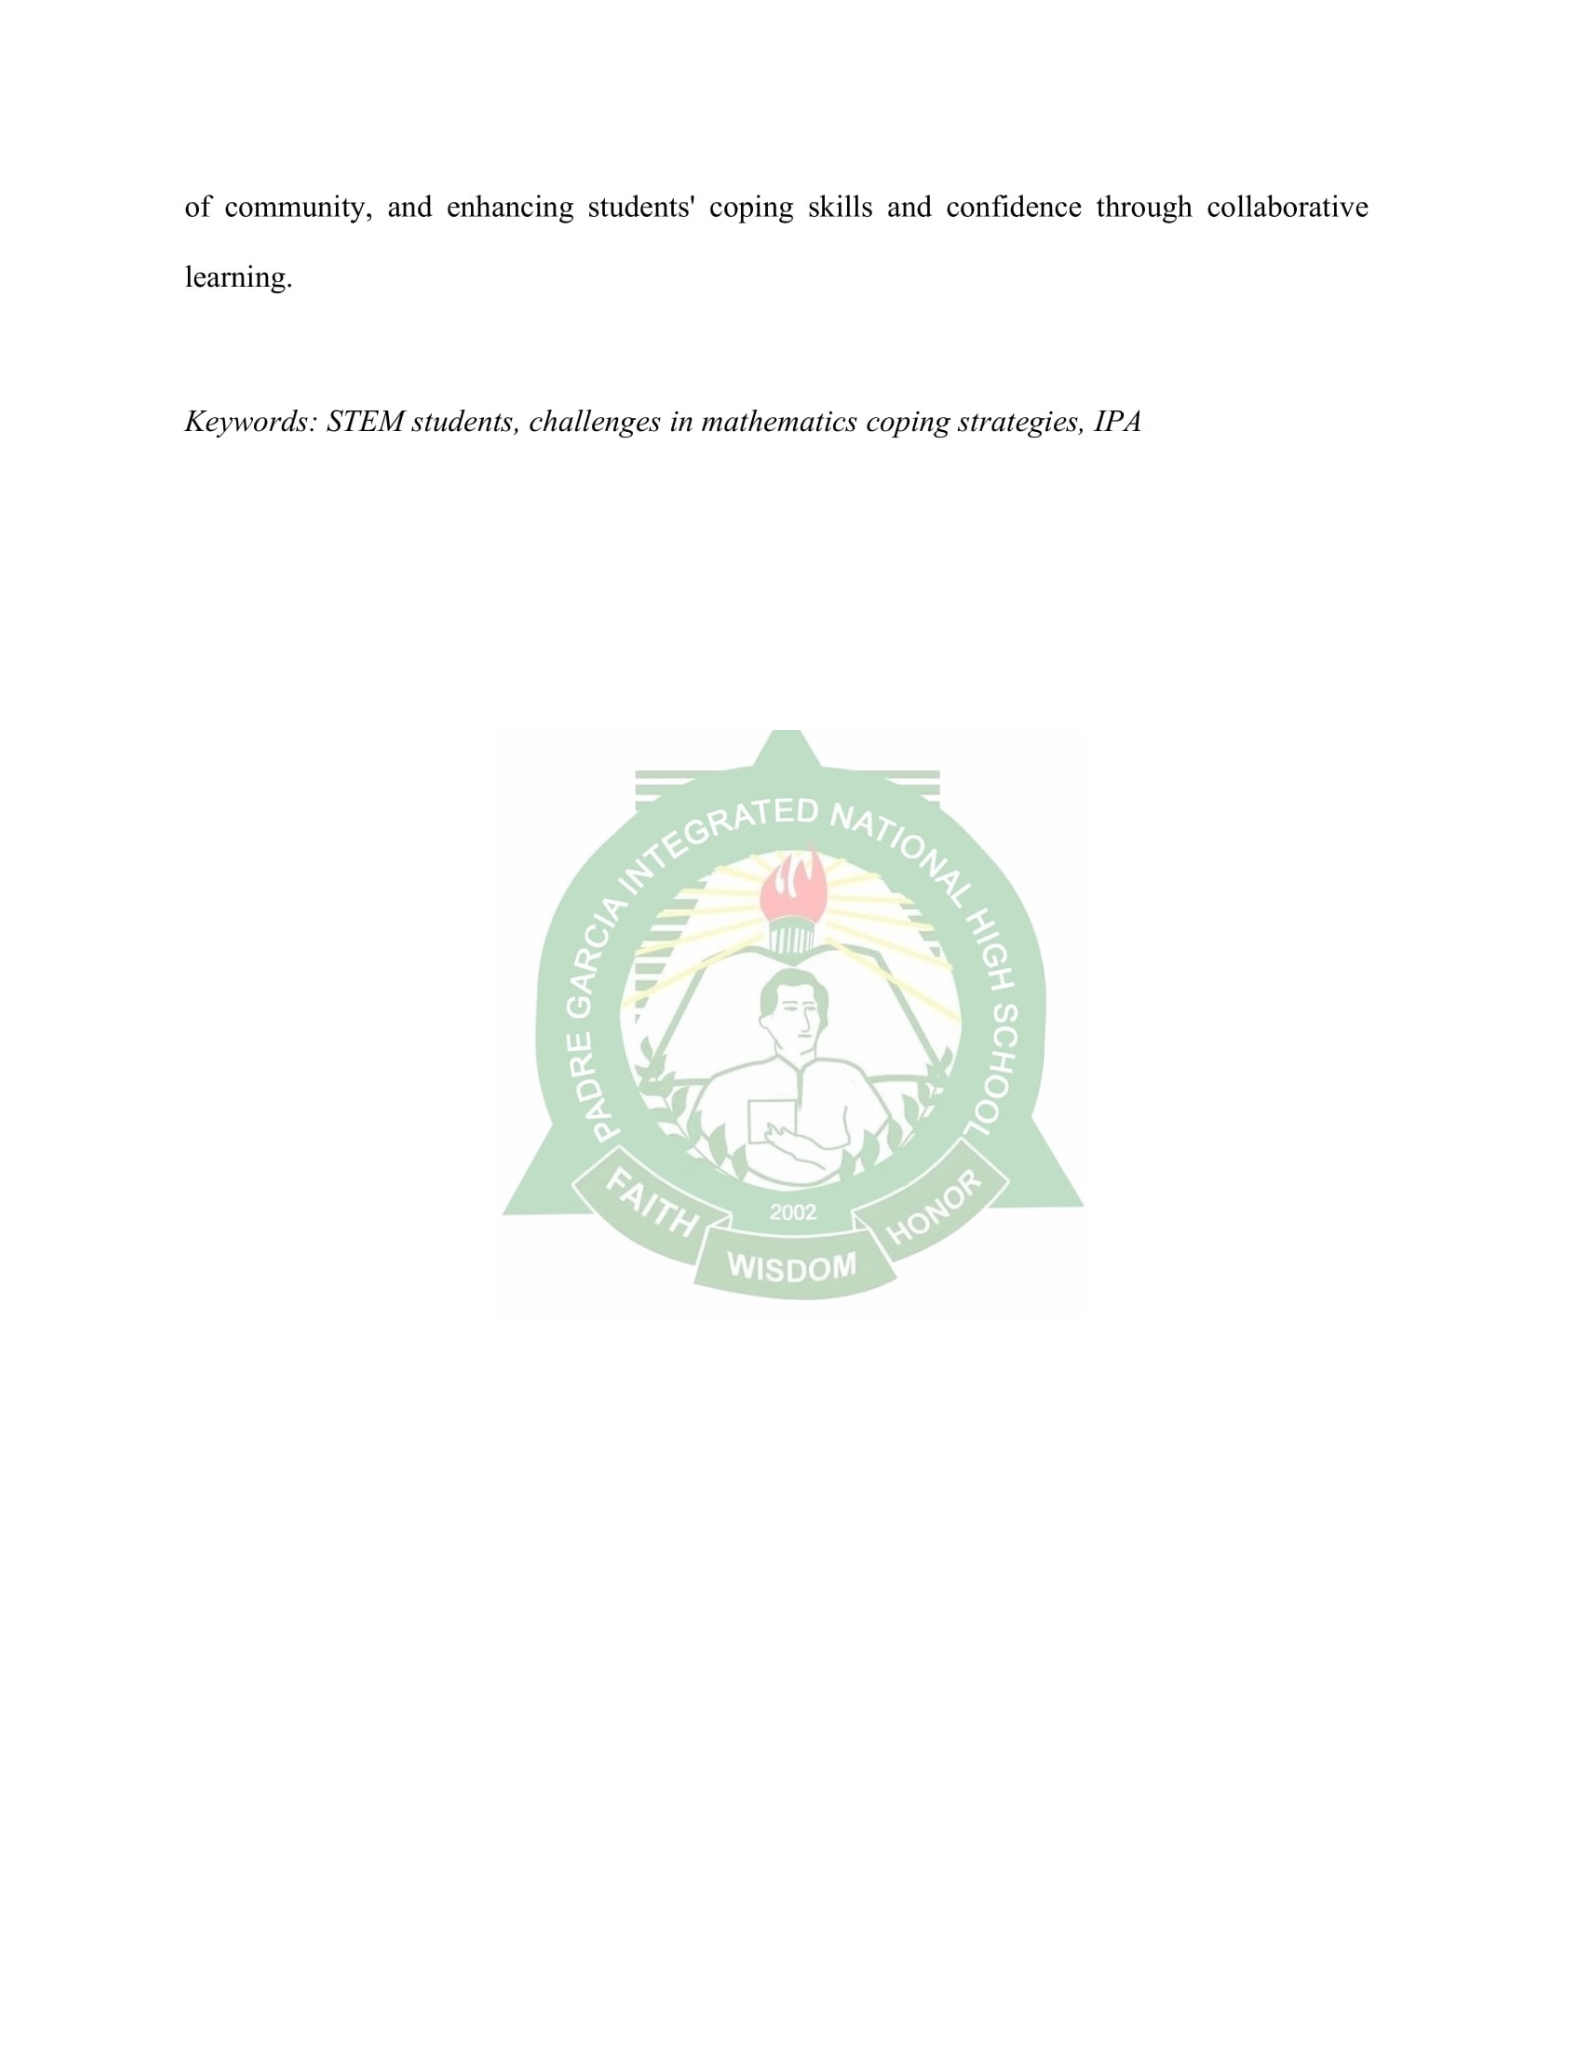 of community, and enhancing students' coping skills and confidence through collaborative
learning.
Keywords: STEM students, challenges in mathematics coping strategies, IPA
PADRE GARCIA INTEGRATED NATIONAL HIGH SCHOOL
FAITH
2002
HONOR
WISDOM